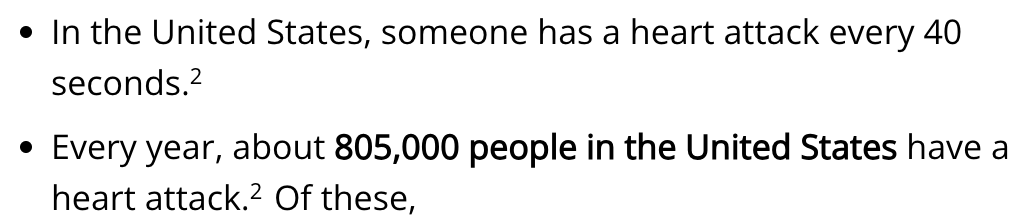 • In the United States, someone has a heart attack every 40
seconds.²
• Every year, about 805,000 people in the United States have a
heart attack.² Of these,